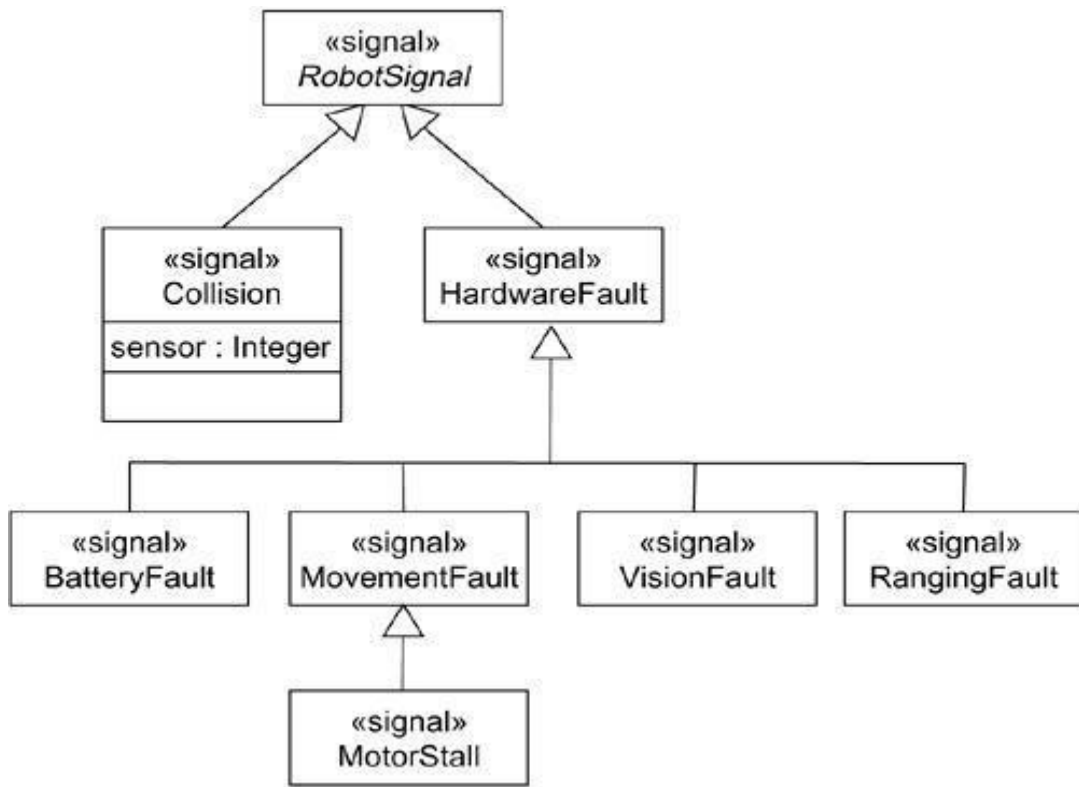 «signal»
RobotSignal
«signal»
Collision
sensor : Integer
«signal»
HardwareFault
«signal»
BatteryFault
«signal»
MovementFault
«signal»
VisionFault
«signal»
RangingFault
«signal»
MotorStall